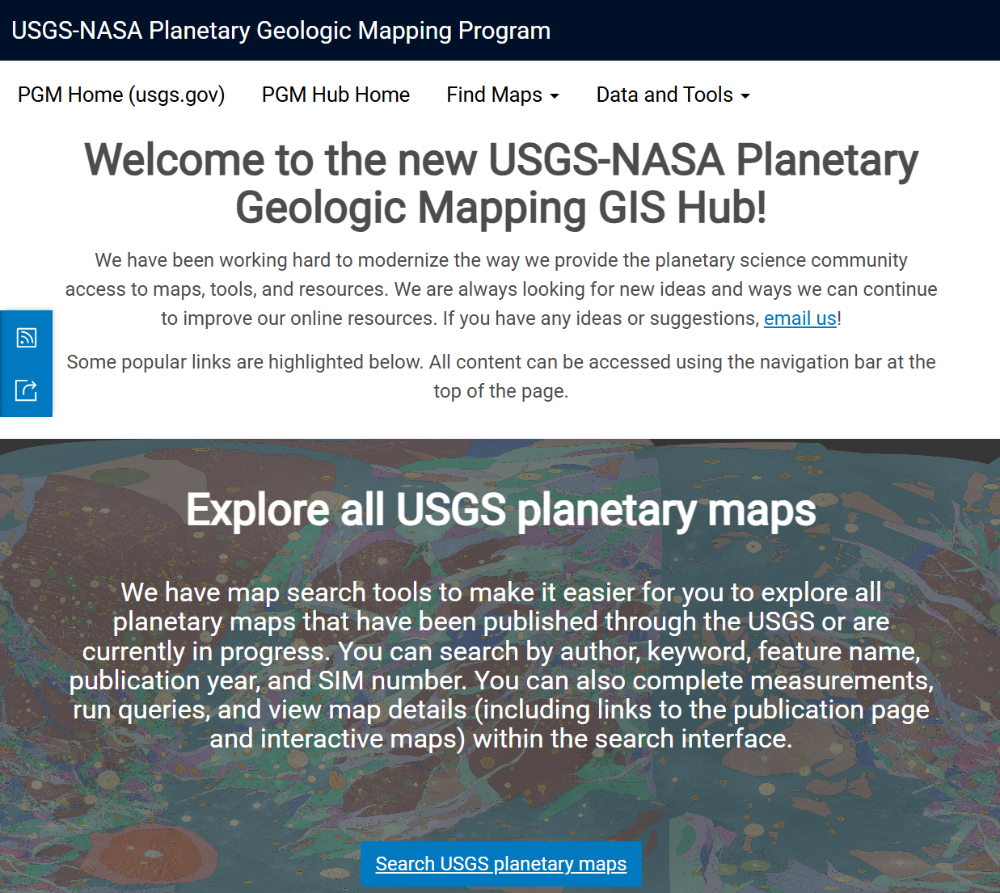 USGS-NASA Planetary Geologic Mapping Program
PGM Home (usgs.gov) PGM Hub Home Find Maps Data and Tools
Welcome to the new USGS-NASA Planetary
Geologic Mapping GIS Hub!
We have been working hard to modernize the way we provide the planetary science community
access to maps, tools, and resources. We are always looking for new ideas and ways we can continue
to improve our online resources. If you have any ideas or suggestions, email us!
Some popular links are highlighted below. All content can be accessed using the navigation bar at the
top of the page.
Explore all USGS planetary maps
We have map search tools to make it easier for you to explore all
planetary maps that have been published through the USGS or are
currently in progress. You can search by author, keyword, feature name,
publication year, and SIM number. You can also complete measurements,
run queries, and view map details (including links to the publication page
and interactive maps) within the search interface.
Search USGS planetary maps